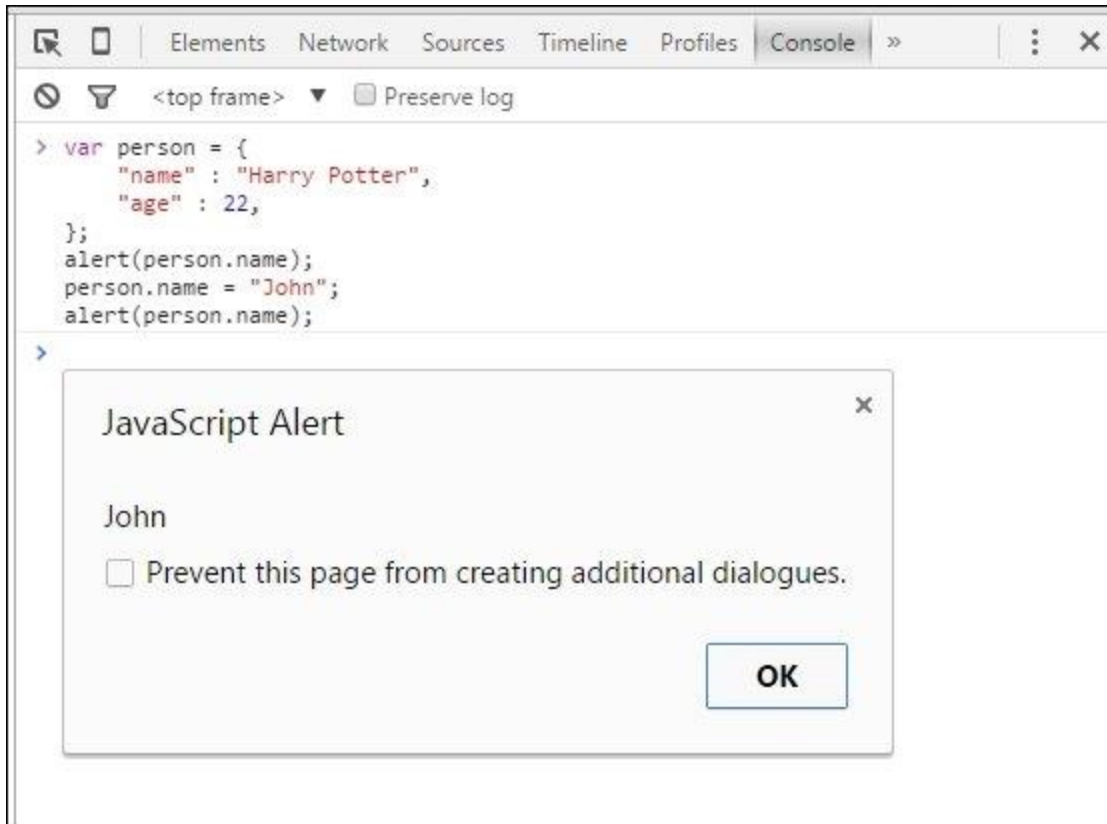 Elements Network Sources Timeline Profiles Console »
<top frame> ▼ Preserve log
> var person = {
"name" : "Harry Potter",
"age" : 22,
};
alert(person.name);
person.name = "John";
alert(person.name);
>
JavaScript Alert
John
Prevent this page from creating additional dialogues.
OK